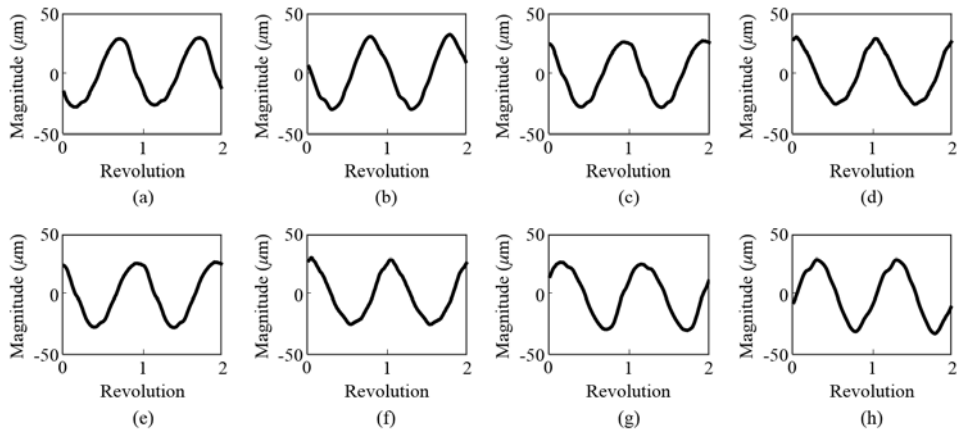 50 50 50 50
Magnitude (μm) Magnitude (μm) Magnitude (μm) Magnitude (μm)
0 0 0 0
-50 -50 -50 -50
0 1 2 0 1 2 0 1 2 0 1 2
Revolution Revolution Revolution Revolution
(a) (b) (c) (d)
50 50 50 50
Magnitude (μm) Magnitude (μm) Magnitude (μm) Magnitude (μm)
0 0 0 0
-50 -50 -50 -50
0 1 2 0 1 2 0 1 2 0 1 2
Revolution Revolution Revolution Revolution
(e) (f) (g) (h)